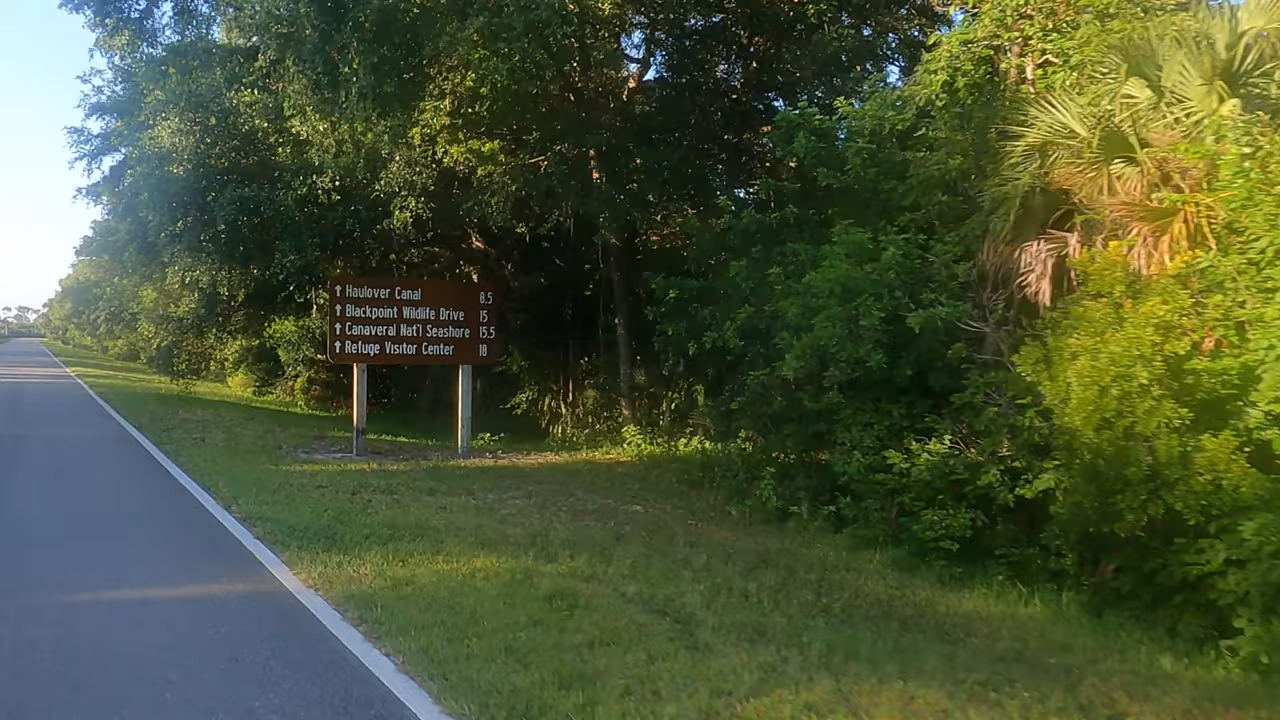 ↑ Haulover Canal 8.5
↑ Blackpoint Wildlife Drive 15
↑ Canaveral Nat'l Seashore 15.5
↑ Refuge Visitor Center 18